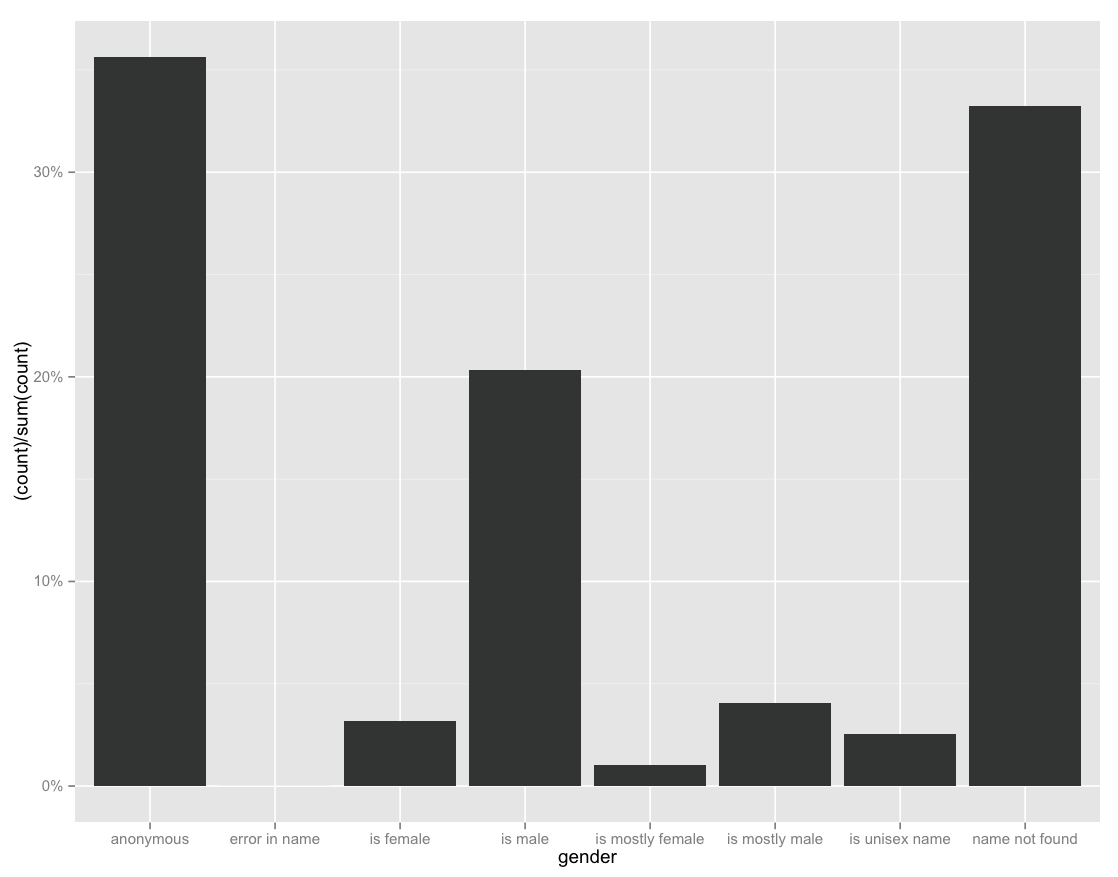 (count)/sum(count)
30%
20%
10%
0%
anonymous error in name is female is male is mostly female is mostly male is unisex name name not found
gender